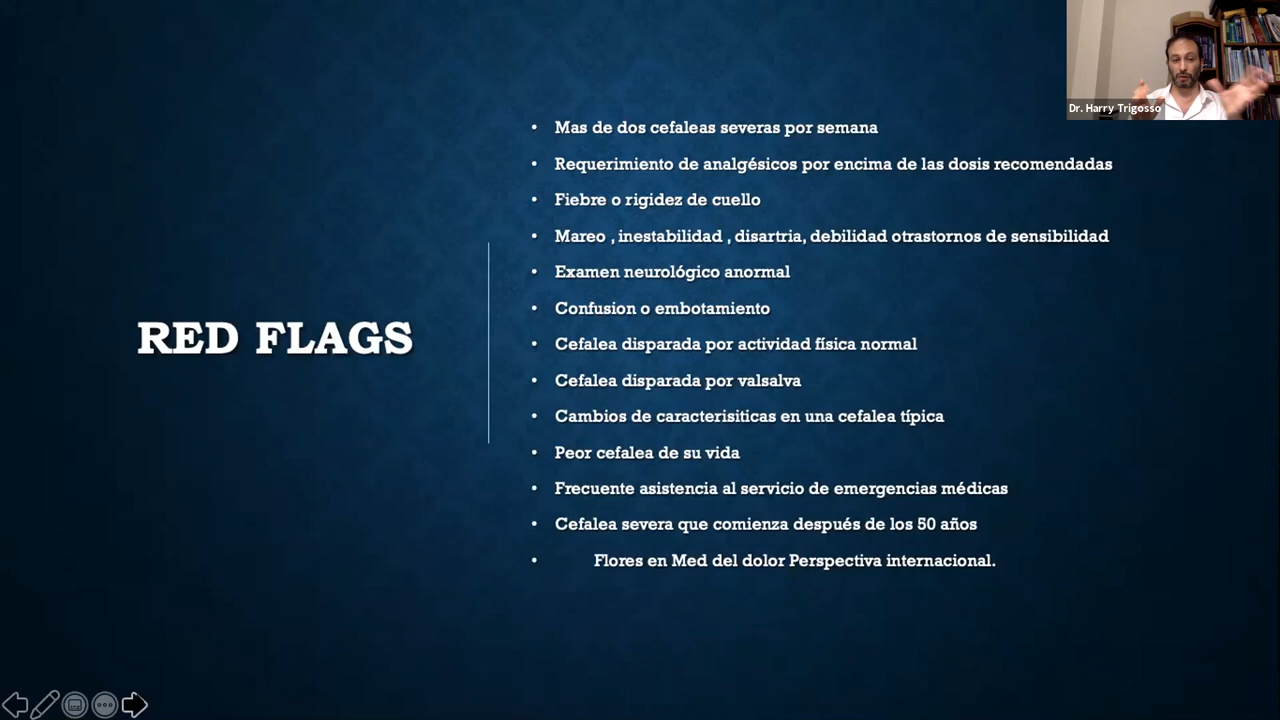 Dr. Harry Trigosso
RED FLAGS
• Mas de dos cefaleas severas por semana
• Requerimiento de analgésicos por encima de las dosis recomendadas
• Fiebre o rigidez de cuello
• Mareo , inestabilidad , disartria, debilidad otrastornos de sensibilidad
• Examen neurológico anormal
• Confusion o embotamiento
• Cefalea disparada por actividad física normal
• Cefalea disparada por valsalva
• Cambios de caracterisiticas en una cefalea típica
• Peor cefalea de su vida
• Frecuente asistencia al servicio de emergencias médicas
• Cefalea severa que comienza después de los 50 años
• Flores en Med del dolor Perspectiva internacional.